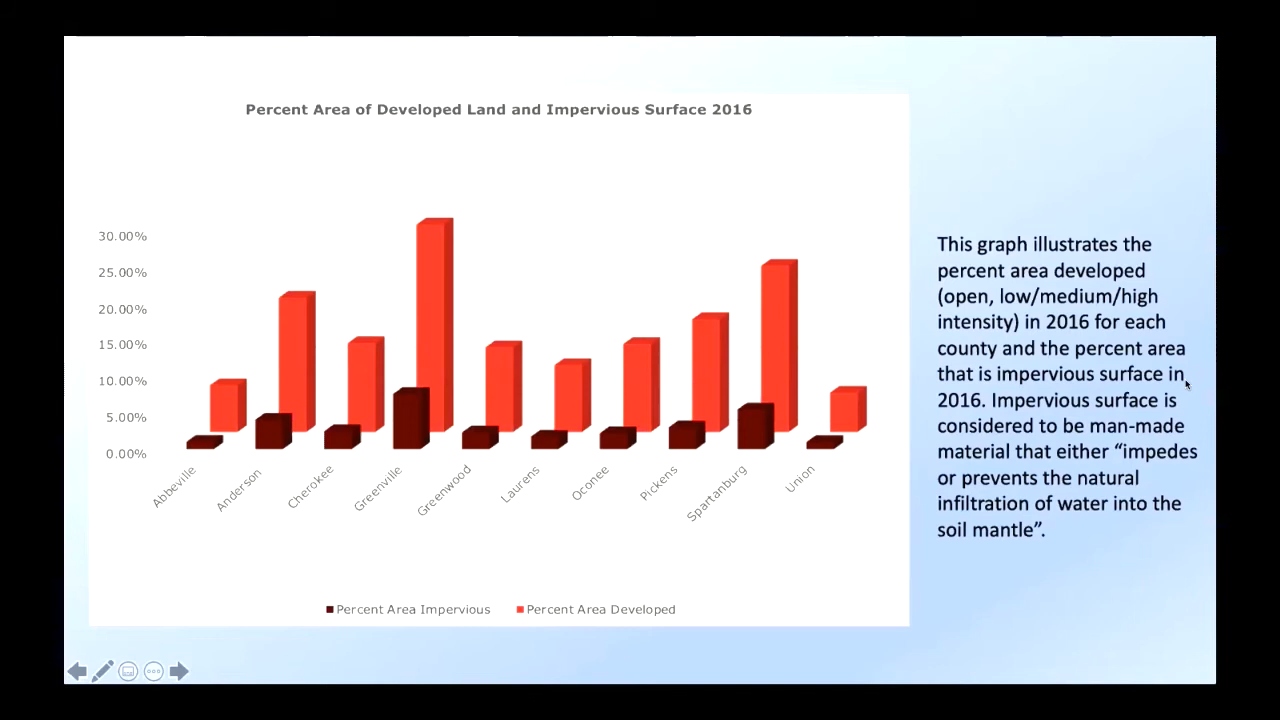 Percent Area of Developed Land and Impervious Surface 2016
30.00%
25.00%
20.00%
15.00%
10.00%
5.00%
0.00%
Abbeville
Anderson
Cherokee
Greenville
Greenwood
Laurens
Oconee
Pickens
Spartanburg
Union
Percent Area Impervious
Percent Area Developed
This graph illustrates the
percent area developed
(open, low/medium/high
intensity) in 2016 for each
county and the percent area
that is impervious surface in
2016. Impervious surface is
considered to be man-made
material that either “impedes
or prevents the natural
infiltration of water into the
soil mantle”.